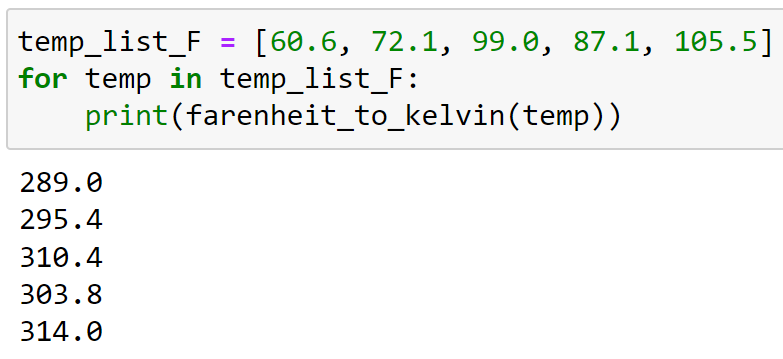 temp_list_F = [60.6, 72.1, 99.0, 87.1, 105.5]
for temp in temp_list_F:
    print(farenheit_to_kelvin(temp))
289.0
295.4
310.4
303.8
314.0